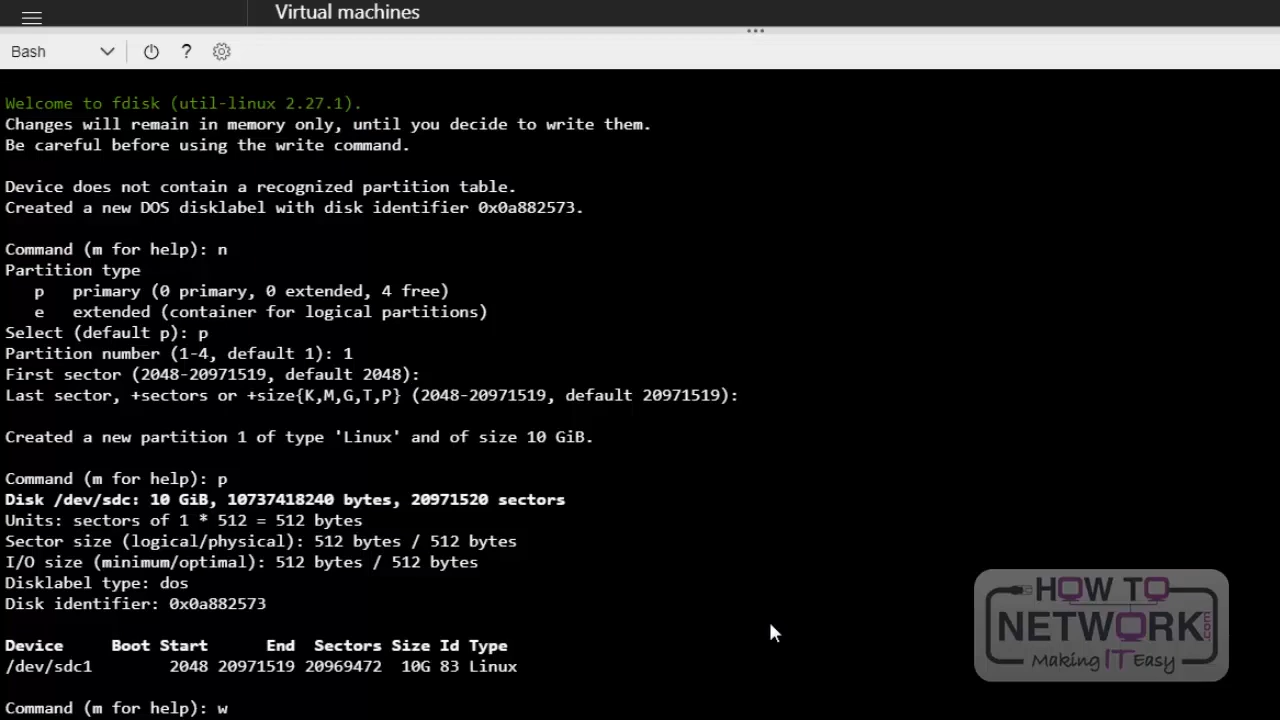 Virtual machines
Bash
?
Welcome to fdisk (util-linux 2.27.1).
Changes will remain in memory only, until you decide to write them.
Be careful before using the write command.
Device does not contain a recognized partition table.
Created a new DOS disklabel with disk identifier 0x0a882573.
Command (m for help): n
Partition type
p   primary (0 primary, 0 extended, 4 free)
e   extended (container for logical partitions)
Select (default p): p
Partition number (1-4, default 1): 1
First sector (2048-20971519, default 2048):
Last sector, +sectors or +size{K,M,G,T,P} (2048-20971519, default 20971519):
Created a new partition 1 of type 'Linux' and of size 10 GiB.
Command (m for help): p
Disk /dev/sdc: 10 GiB, 10737418240 bytes, 20971520 sectors
Units: sectors of 1 * 512 = 512 bytes
Sector size (logical/physical): 512 bytes / 512 bytes
I/O size (minimum/optimal): 512 bytes / 512 bytes
Disklabel type: dos
Disk identifier: 0x0a882573
Device     Boot Start      End  Sectors Size Id Type
/dev/sdc1        2048 20971519 20969472  10G 83 Linux
Command (m for help): w
HOW TO
NETWORK.com
Making IT Easy